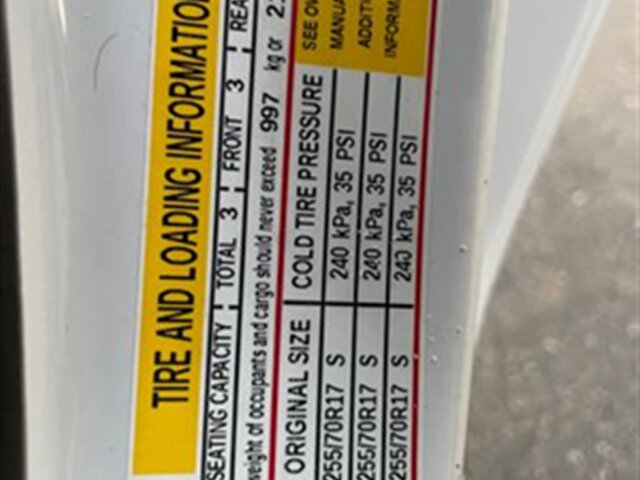 TIRE AND LOADING INFORMATION
SEATING CAPACITY TOTAL 3 FRONT 3
weight of occupants and cargo should never exceed 997 kg or
ORIGINAL SIZE COLD TIRE PRESSURE SEE
255/70R17 S 240 kPa, 35 PSI
255/70R17 S 240 kPa, 35 PSI
255/70R17 S 240 kPa, 35 PSI